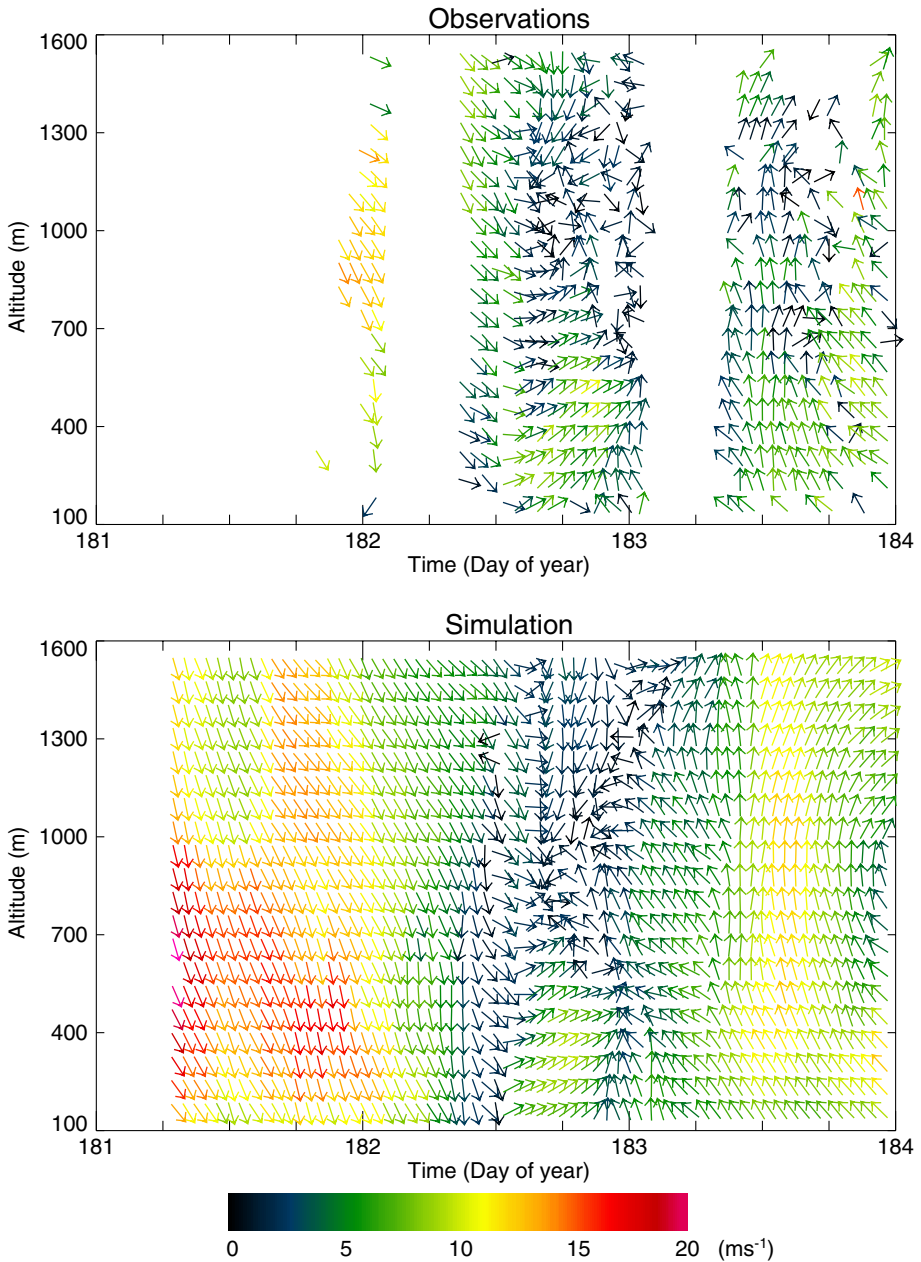 Observations
1600
1300
1000
700
400
100
Altitude (m)
181 182 183 184
Time (Day of year)
Simulation
1600
1300
1000
700
400
100
Altitude (m)
181 182 183 184
Time (Day of year)
0 5 10 15 20 (ms⁻¹)